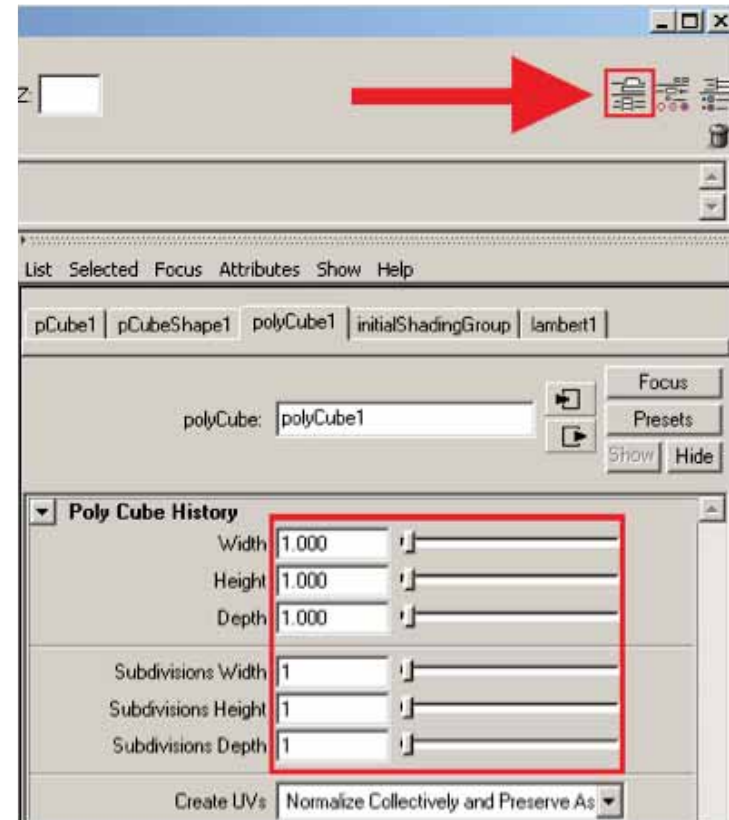 Z:
List Selected Focus Attributes Show Help
pCube1 pCubeShape1 polyCube1 initialShadingGroup lambert1
Focus
polyCube: polyCube1
Presets
Show Hide
Poly Cube History
Width 1.000
Height 1.000
Depth 1.000
Subdivisions Width 1
Subdivisions Height 1
Subdivisions Depth 1
Create UVs Normalize Collectively and Preserve As